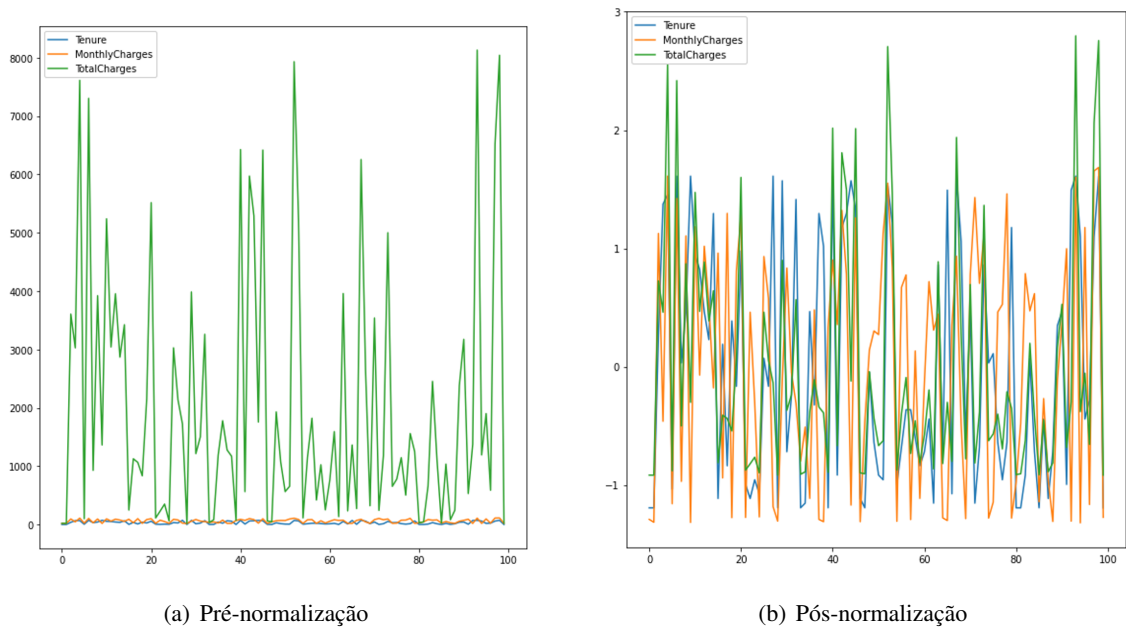 Tenure
MonthlyCharges
TotalCharges
8000
7000
6000
5000
4000
3000
2000
1000
0
0 20 40 60 80 100
(a) Pré-normalização
Tenure
MonthlyCharges
TotalCharges
3
2
1
0
−1
0 20 40 60 80 100
(b) Pós-normalização